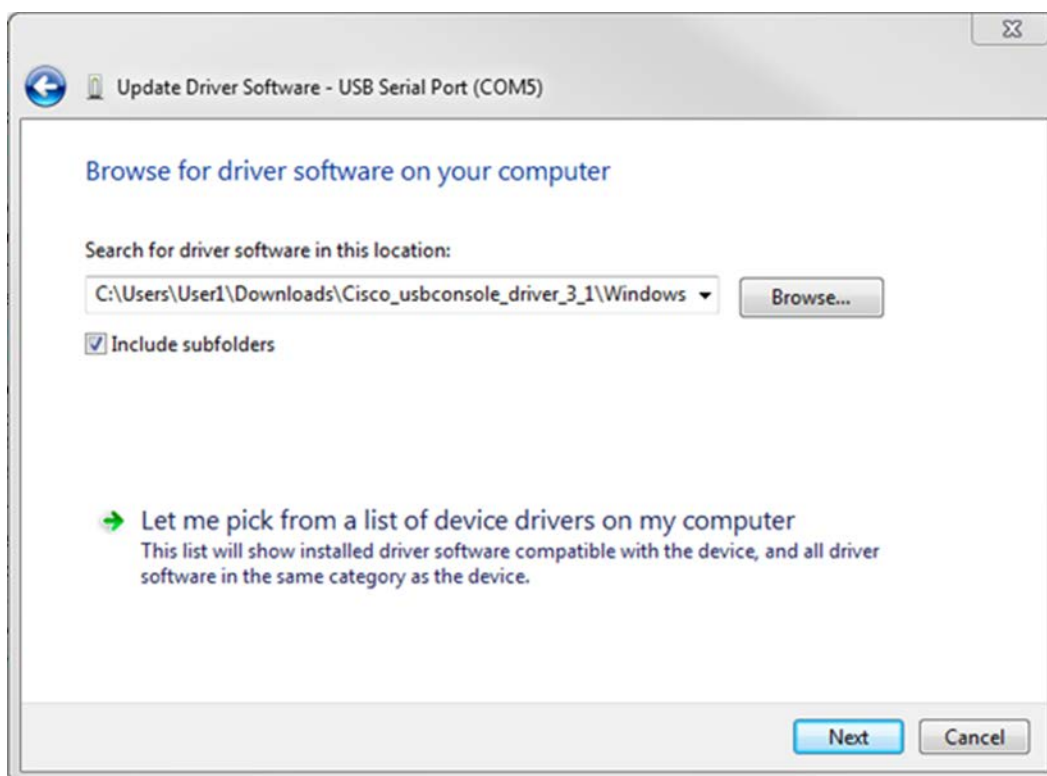 Update Driver Software - USB Serial Port (COM5)
Browse for driver software on your computer
Search for driver software in this location:
C:\Users\User1\Downloads\Cisco_usbconsole_driver_3_1\Windows
Browse...
Include subfolders
Let me pick from a list of device drivers on my computer
This list will show installed driver software compatible with the device, and all driver
software in the same category as the device.
Next
Cancel